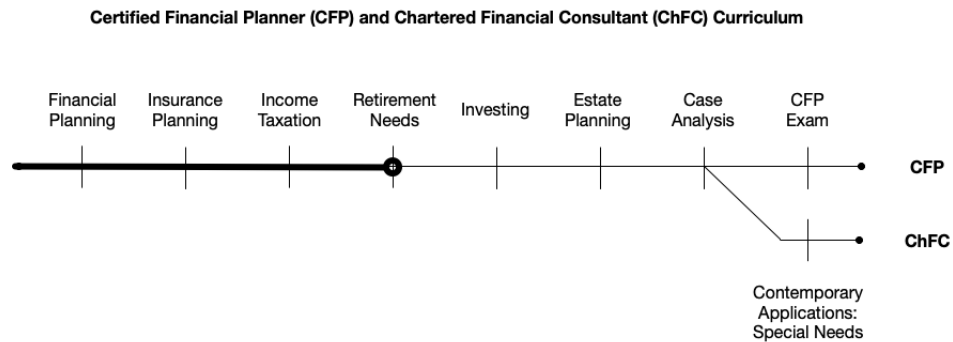 Certified Financial Planner (CFP) and Chartered Financial Consultant (ChFC) Curriculum
Financial
Planning
Insurance
Planning
Income
Taxation
Retirement
Needs
Investing
Estate
Planning
Case
Analysis
CFP
Exam
CFP
ChFC
Contemporary
Applications:
Special Needs